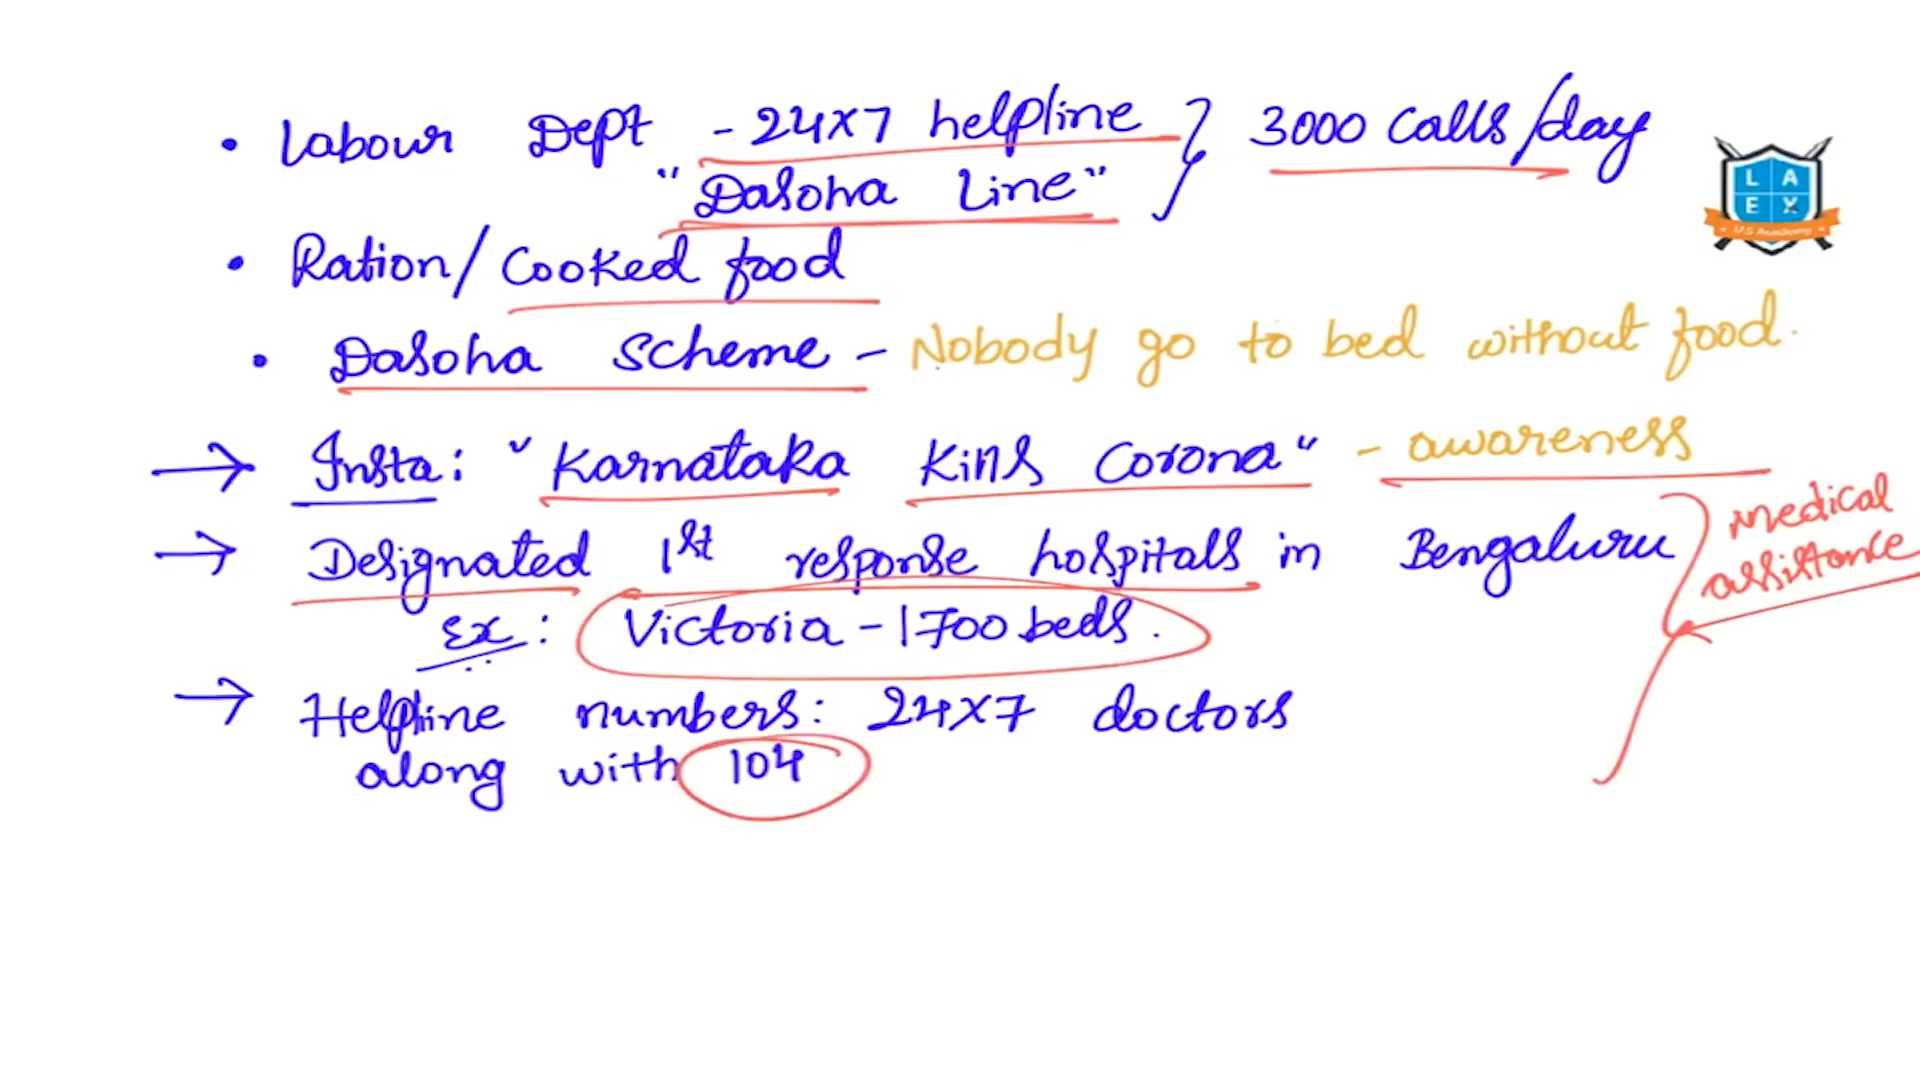 • Labour Dept - 24x7 helpline } 3000 calls/day
"Dasoha Line"
• Ration/Cooked food
• Dasoha Scheme - Nobody go to bed without food.
→ Insta: "Karnataka Kills Corona" - awareness
→ Designated 1st response hospitals in Bengaluru
Ex: Victoria - 1700 beds.
→ Helpline numbers: 24x7 doctors
along with 104
medical
assistance
L A
E X
U.S Academy